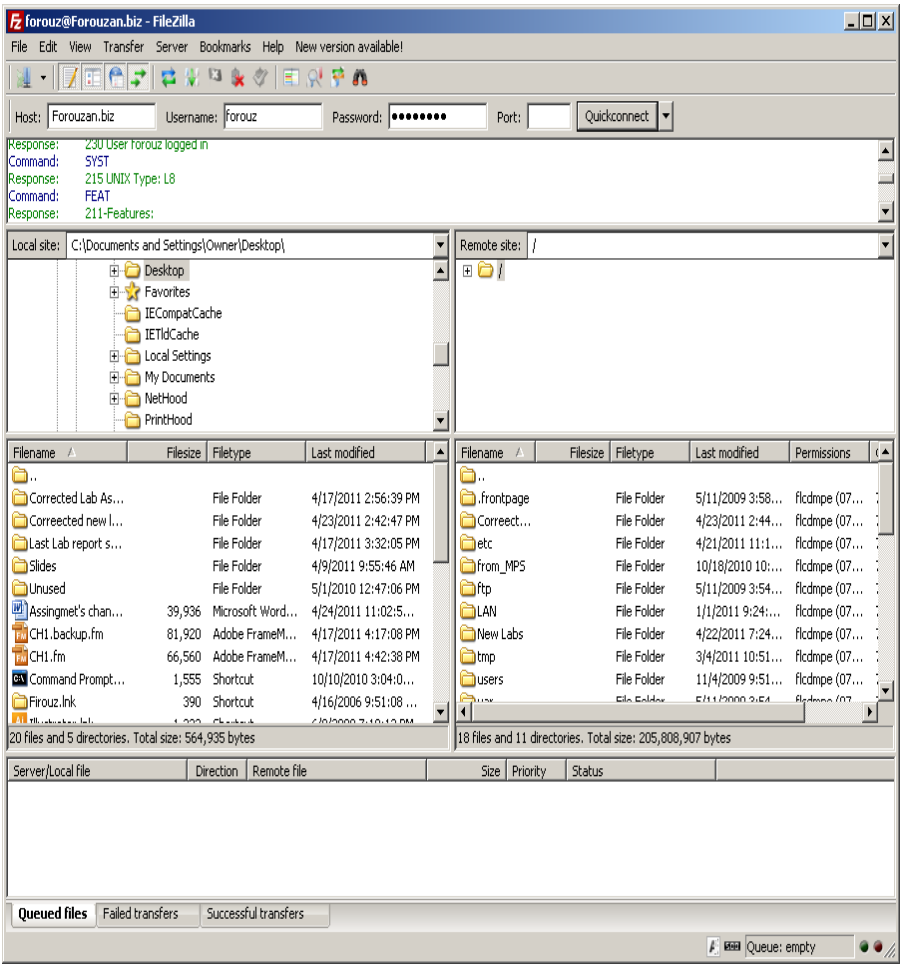 forouz@Forouzan.biz - FileZilla
File Edit View Transfer Server Bookmarks Help New version available!
Host: Forouzan.biz Username: forouz Password: ●●●●●●●● Port: Quickconnect
Response: 230 User forouz logged in
Command: SYST
Response: 215 UNIX Type: L8
Command: FEAT
Response: 211-Features:
Local site: C:\Documents and Settings\Owner\Desktop\
Desktop
Favorites
IECompatCache
IETldCache
Local Settings
My Documents
NetHood
PrintHood
Remote site: /
/
Filename Filesize Filetype Last modified
..
Corrected Lab As... File Folder 4/17/2011 2:56:39 PM
Correected new l... File Folder 4/23/2011 2:42:47 PM
Last Lab report s... File Folder 4/17/2011 3:32:05 PM
Slides File Folder 4/9/2011 9:55:46 AM
Unused File Folder 5/1/2010 12:47:06 PM
Assingmet's chan... 39,936 Microsoft Word... 4/24/2011 11:02:5...
CH1.backup.fm 81,920 Adobe FrameM... 4/17/2011 4:17:08 PM
CH1.fm 66,560 Adobe FrameM... 4/17/2011 4:42:38 PM
Command Prompt... 1,555 Shortcut 10/10/2010 3:04:0...
Firouz.lnk 390 Shortcut 4/16/2006 9:51:08 ...
20 files and 5 directories. Total size: 564,935 bytes
Filename Filesize Filetype Last modified Permissions
..
.frontpage File Folder 5/11/2009 3:58... flcdmpe (07...
Correect... File Folder 4/23/2011 2:44... flcdmpe (07...
etc File Folder 4/21/2011 11:1... flcdmpe (07...
from_MPS File Folder 10/18/2010 10:... flcdmpe (07...
ftp File Folder 5/11/2009 3:54... flcdmpe (07...
LAN File Folder 1/1/2011 9:24:... flcdmpe (07...
New Labs File Folder 4/22/2011 7:24... flcdmpe (07...
tmp File Folder 3/4/2011 10:51... flcdmpe (07...
users File Folder 11/4/2009 9:51... flcdmpe (07...
18 files and 11 directories. Total size: 205,808,907 bytes
Server/Local file Direction Remote file Size Priority Status
Queued files Failed transfers Successful transfers
Queue: empty